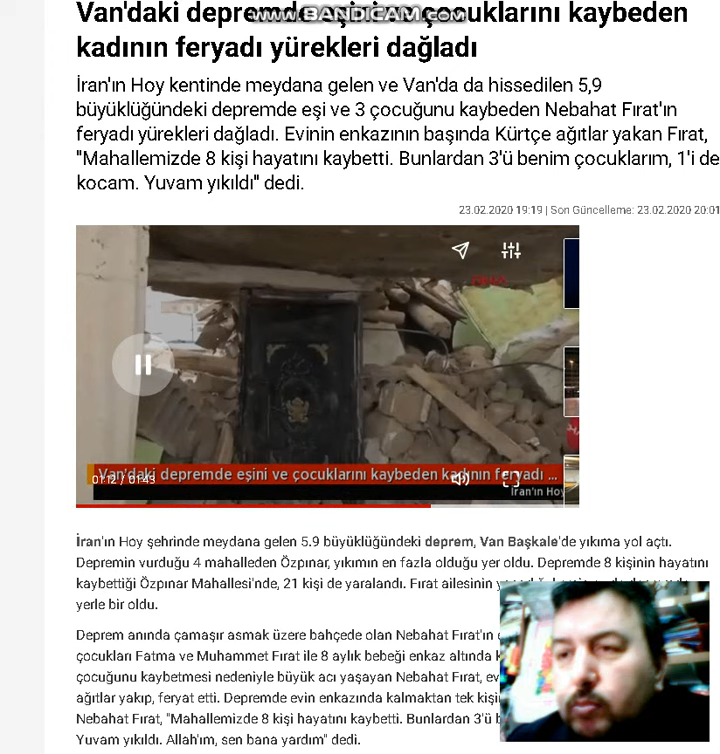 Van'daki depremde eşini ve çocuklarını kaybeden
www.BANDICAM.com
kadının feryadı yürekleri dağladı
İran'ın Hoy kentinde meydana gelen ve Van'da da hissedilen 5,9
büyüklüğündeki depremde eşi ve 3 çocuğunu kaybeden Nebahat Fırat'ın
feryadı yürekleri dağladı. Evinin enkazının başında Kürtçe ağıtlar yakan Fırat,
"Mahallemizde 8 kişi hayatını kaybetti. Bunlardan 3'ü benim çocuklarım, 1'i de
kocam. Yuvam yıkıldı" dedi.
23.02.2020 19:19 | Son Güncelleme: 23.02.2020 20:01
Van'daki depremde eşini ve çocuklarını kaybeden kadının feryadı ...
01:12 / 01:43
İran'ın Hoy
İran'ın Hoy şehrinde meydana gelen 5.9 büyüklüğündeki deprem, Van Başkale'de yıkıma yol açtı.
Depremin vurduğu 4 mahalleden Özpınar, yıkımın en fazla olduğu yer oldu. Depremde 8 kişinin hayatını
kaybettiği Özpınar Mahallesi'nde, 21 kişi de yaralandı. Fırat ailesinin
yerle bir oldu.
Deprem anında çamaşır asmak üzere bahçede olan Nebahat Fırat'ın
çocukları Fatma ve Muhammet Fırat ile 8 aylık bebeği enkaz altında
çocuğunu kaybetmesi nedeniyle büyük acı yaşayan Nebahat Fırat,
ağıtlar yakıp, feryat etti. Depremde evin enkazında kalmaktan tek
Nebahat Fırat, "Mahallemizde 8 kişi hayatını kaybetti. Bunlardan 3'ü
Yuvam yıkıldı. Allah'ım, sen bana yardım" dedi.